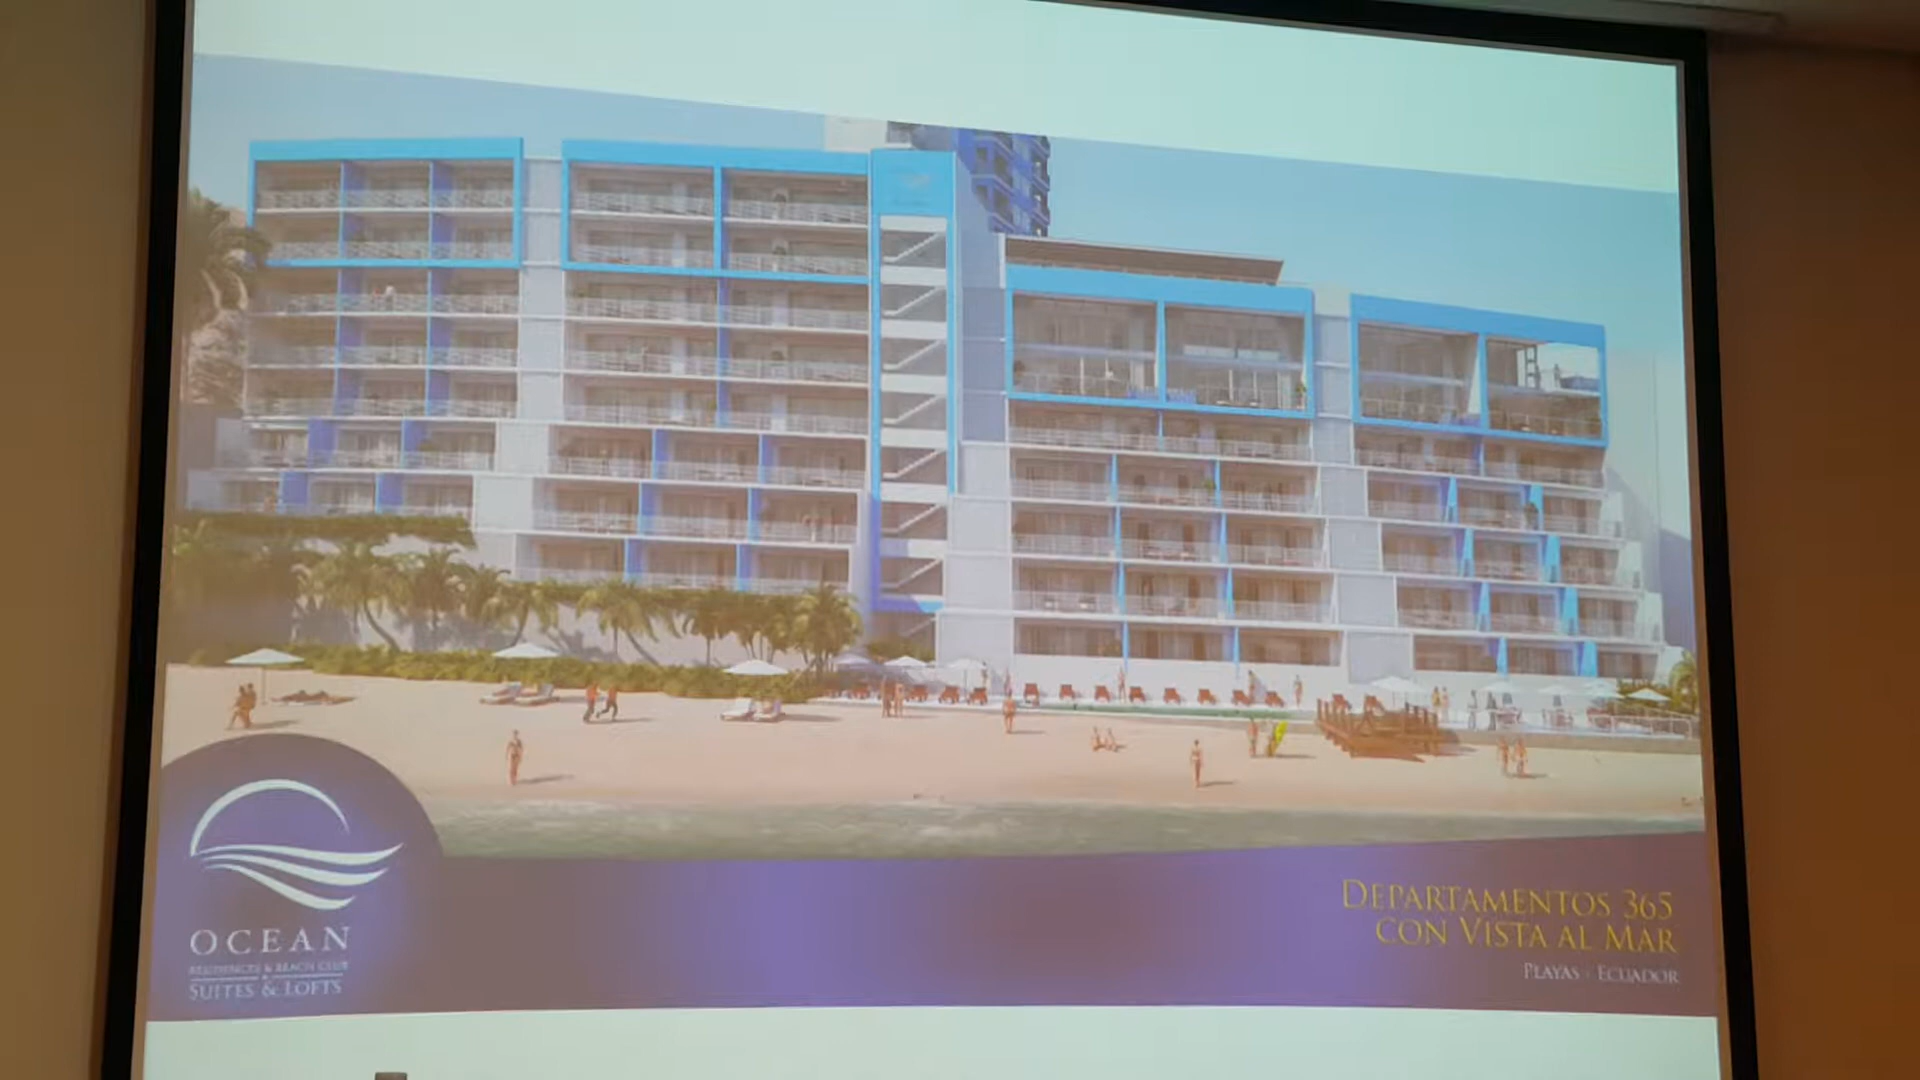 OCEAN
RESIDENCES & BEACH CLUB
SUITES & LOFTS
DEPARTAMENTOS 365
CON VISTA AL MAR
PLAYAS - ECUADOR